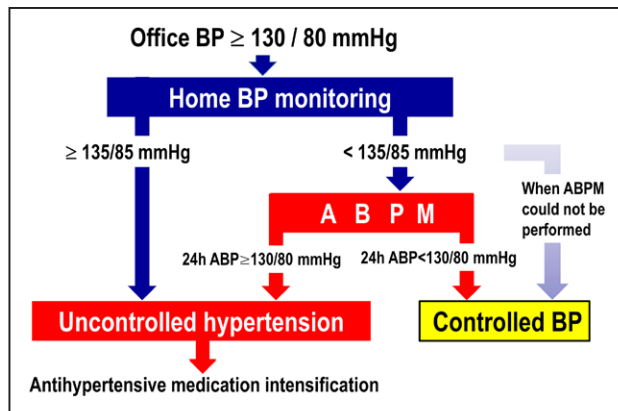 Office BP ≥ 130 / 80 mmHg
Home BP monitoring
≥ 135/85 mmHg
< 135/85 mmHg
When ABPM
could not be
performed
A B P M
24h ABP≥130/80 mmHg
24h ABP<130/80 mmHg
Uncontrolled hypertension
Controlled BP
Antihypertensive medication intensification